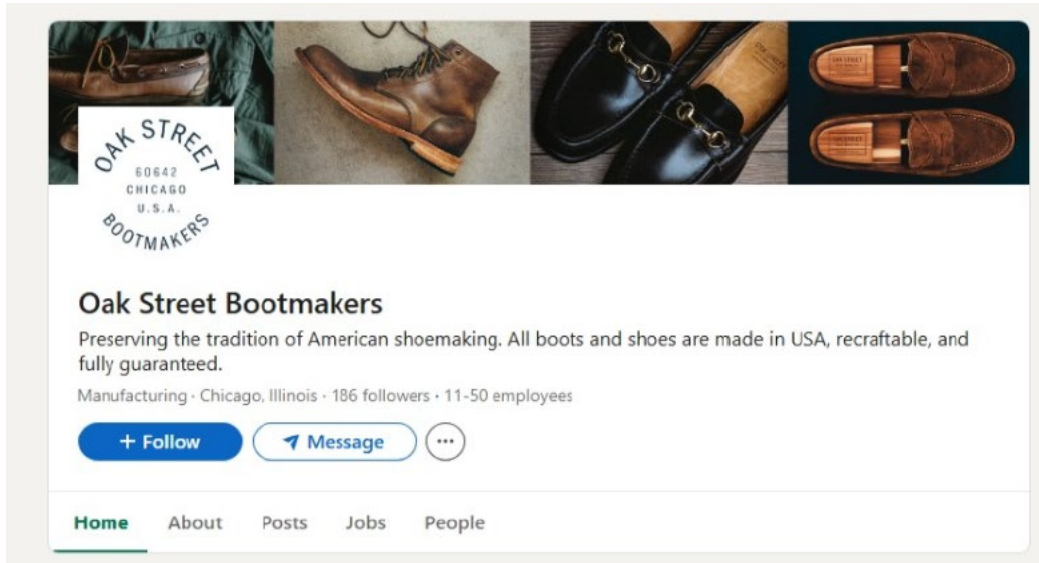 OAK STREET
60642
CHICAGO
U.S.A.
BOOTMAKERS
Oak Street Bootmakers
Preserving the tradition of American shoemaking. All boots and shoes are made in USA, recraftable, and
fully guaranteed.
Manufacturing · Chicago, Illinois · 186 followers · 11-50 employees
+ Follow
Message
Home About Posts Jobs People